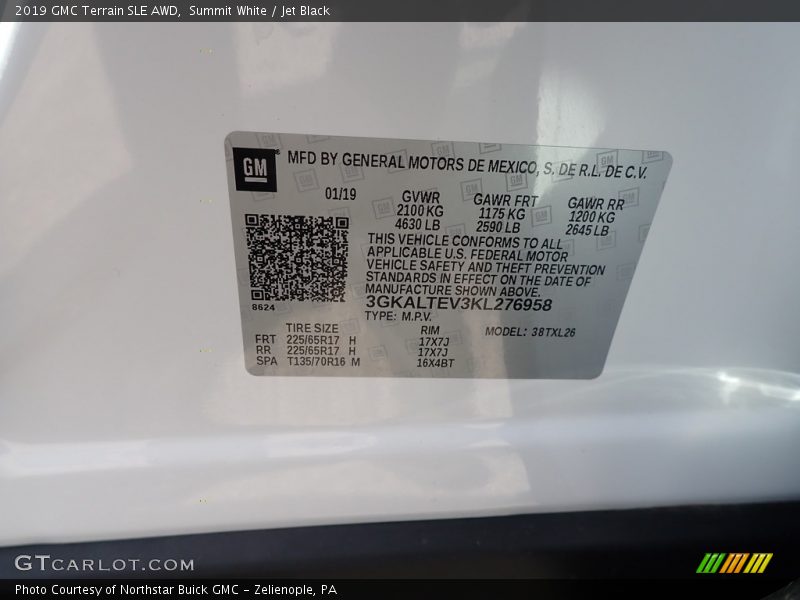 2019 GMC Terrain SLE AWD,  Summit White / Jet Black
GM
MFD BY GENERAL MOTORS DE MEXICO, S. DE R.L. DE C.V.
01/19 GVWR GAWR FRT GAWR RR
2100 KG 1175 KG 1200 KG
4630 LB 2590 LB 2645 LB
THIS VEHICLE CONFORMS TO ALL
APPLICABLE U.S. FEDERAL MOTOR
VEHICLE SAFETY AND THEFT PREVENTION
STANDARDS IN EFFECT ON THE DATE OF
MANUFACTURE SHOWN ABOVE.
8624
3GKALTEV3KL276958
TYPE: M.P.V.
TIRE SIZE RIM MODEL: 38TXL26
FRT 225/65R17 H 17X7J
RR 225/65R17 H 17X7J
SPA T135/70R16 M 16X4BT
GTCARLOT.COM
Photo Courtesy of Northstar Buick GMC - Zelienople, PA